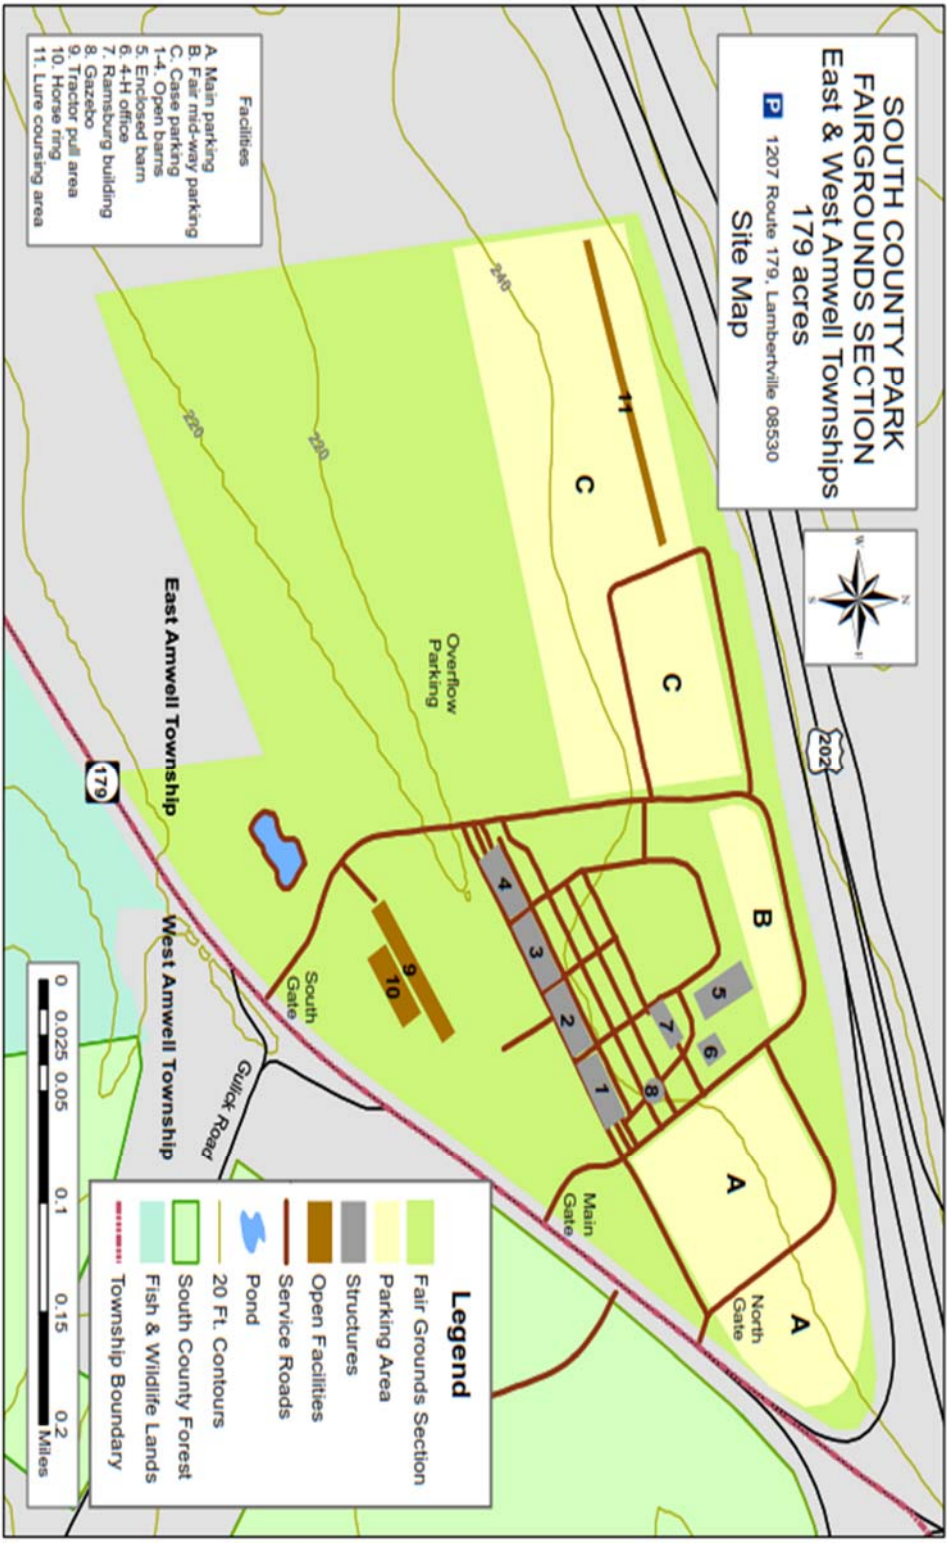 SOUTH COUNTY PARK
FAIRGROUNDS SECTION
East & West Amwell Townships
179 acres
P 1207 Route 179, Lambertville 08530
Site Map
N
W
E
S
202
Facilities
A. Main parking
B. Fair mid-way parking
C. Case parking
1-4. Open barns
5. Enclosed barn
6. 4-H office
7. Ramsburg building
8. Gazebo
9. Tractor pull area
10. Horse ring
11. Lure coursing area
240
11
C
C
B
A
A
220
220
Overflow
Parking
4
3
2
1
5
6
7
8
9
10
North
Gate
Main
Gate
South
Gate
East Amwell Township
West Amwell Township
179
Gulick Road
Legend
Fair Grounds Section
Parking Area
Structures
Open Facilities
Service Roads
Pond
20 Ft. Contours
South County Forest
Fish & Wildlife Lands
Township Boundary
0 0.025 0.05 0.1 0.15 0.2
Miles